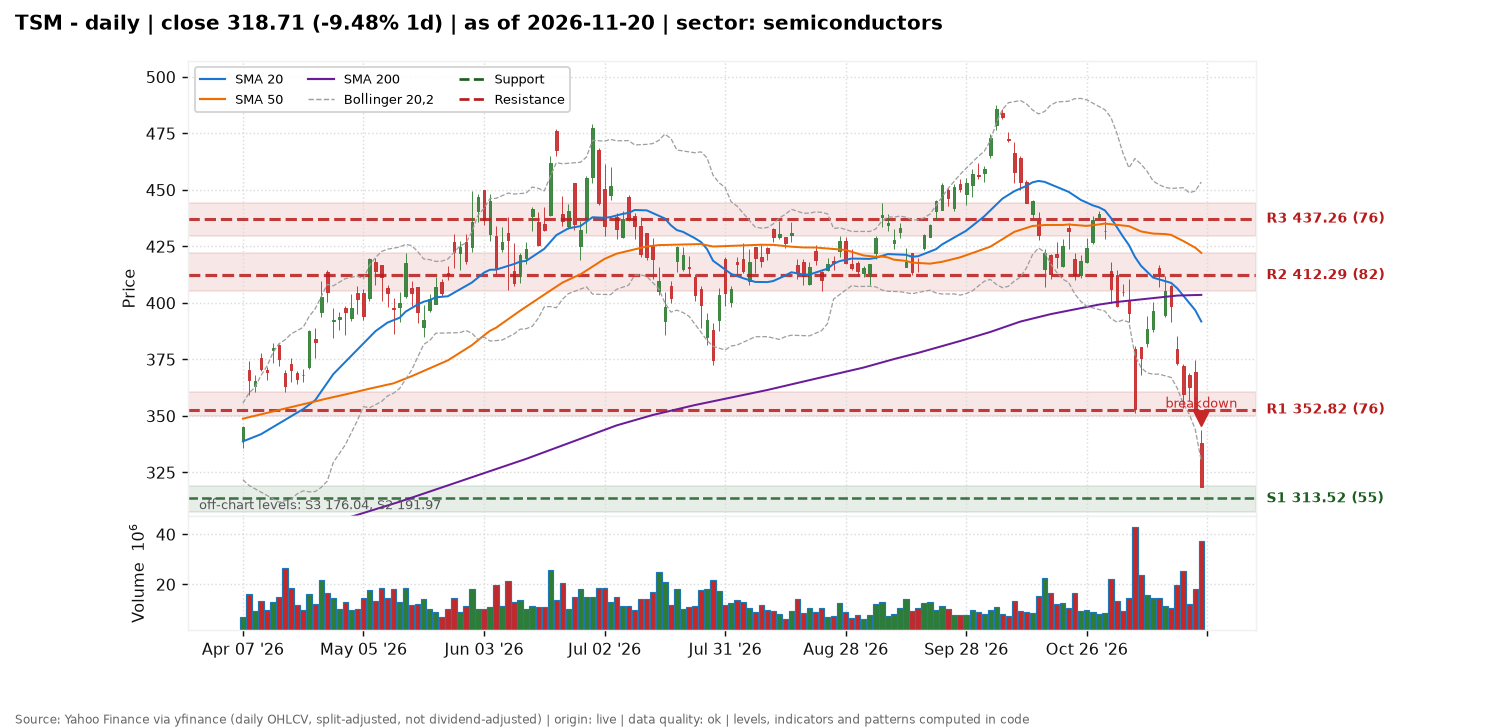 TSM - daily | close 318.71 (-9.48% 1d) | as of 2026-11-20 | sector: semiconductors
SMA 20
SMA 50
SMA 200
Bollinger 20,2
Support
Resistance
Price
500
475
450
425
400
375
350
325
R3 437.26 (76)
R2 412.29 (82)
R1 352.82 (76)
S1 313.52 (55)
breakdown
off-chart levels: S3 176.04, S2 191.97
Volume 10^6
40
20
Apr 07 '26
May 05 '26
Jun 03 '26
Jul 02 '26
Jul 31 '26
Aug 28 '26
Sep 28 '26
Oct 26 '26
Source: Yahoo Finance via yfinance (daily OHLCV, split-adjusted, not dividend-adjusted) | origin: live | data quality: ok | levels, indicators and patterns computed in code